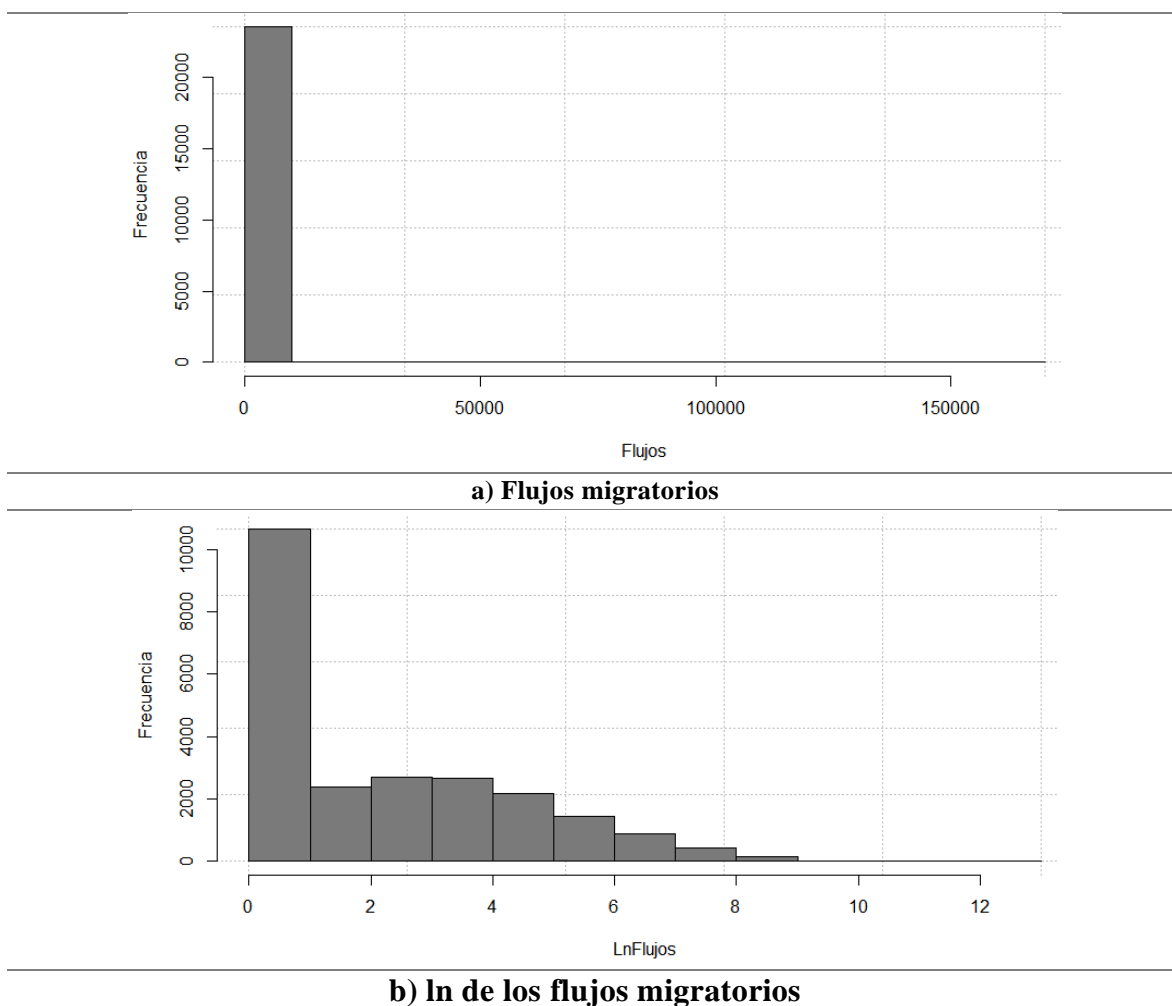 20000
15000
10000
5000
0
Frecuencia
0 50000 100000 150000
Flujos
a) Flujos migratorios
10000
8000
6000
4000
2000
0
Frecuencia
0 2 4 6 8 10 12
LnFlujos
b) ln de los flujos migratorios